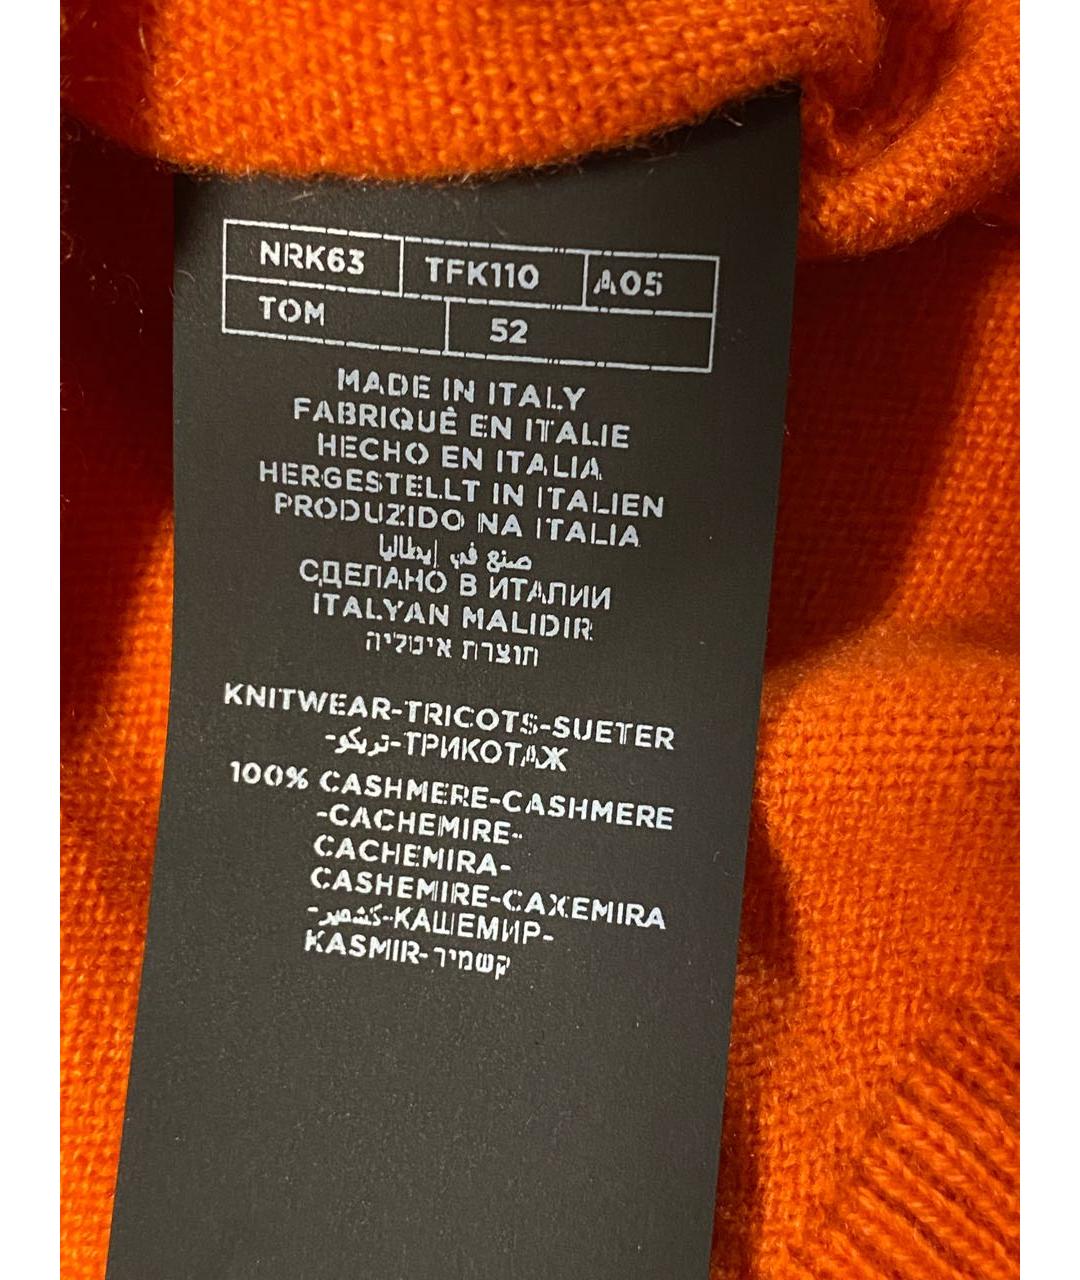 NRK63 TFK110 A05
TOM 52
MADE IN ITALY
FABRIQUÈ EN ITALIE
HECHO EN ITALIA
HERGESTELLT IN ITALIEN
PRODUZIDO NA ITALIA
صنع في إيطاليا
СДЕЛАНО В ИТАЛИИ
ITALYAN MALIDIR
תוצרת איטליה
KNITWEAR-TRICOTS-SUETER
-تريكو-ТРИКОТАЖ
100% CASHMERE-CASHMERE
-CACHEMIRE-
CACHEMIRA-
CASHEMIRE-CAXEMIRA
-كشمير-КАШЕМИР-
KASMIR-קשמיר